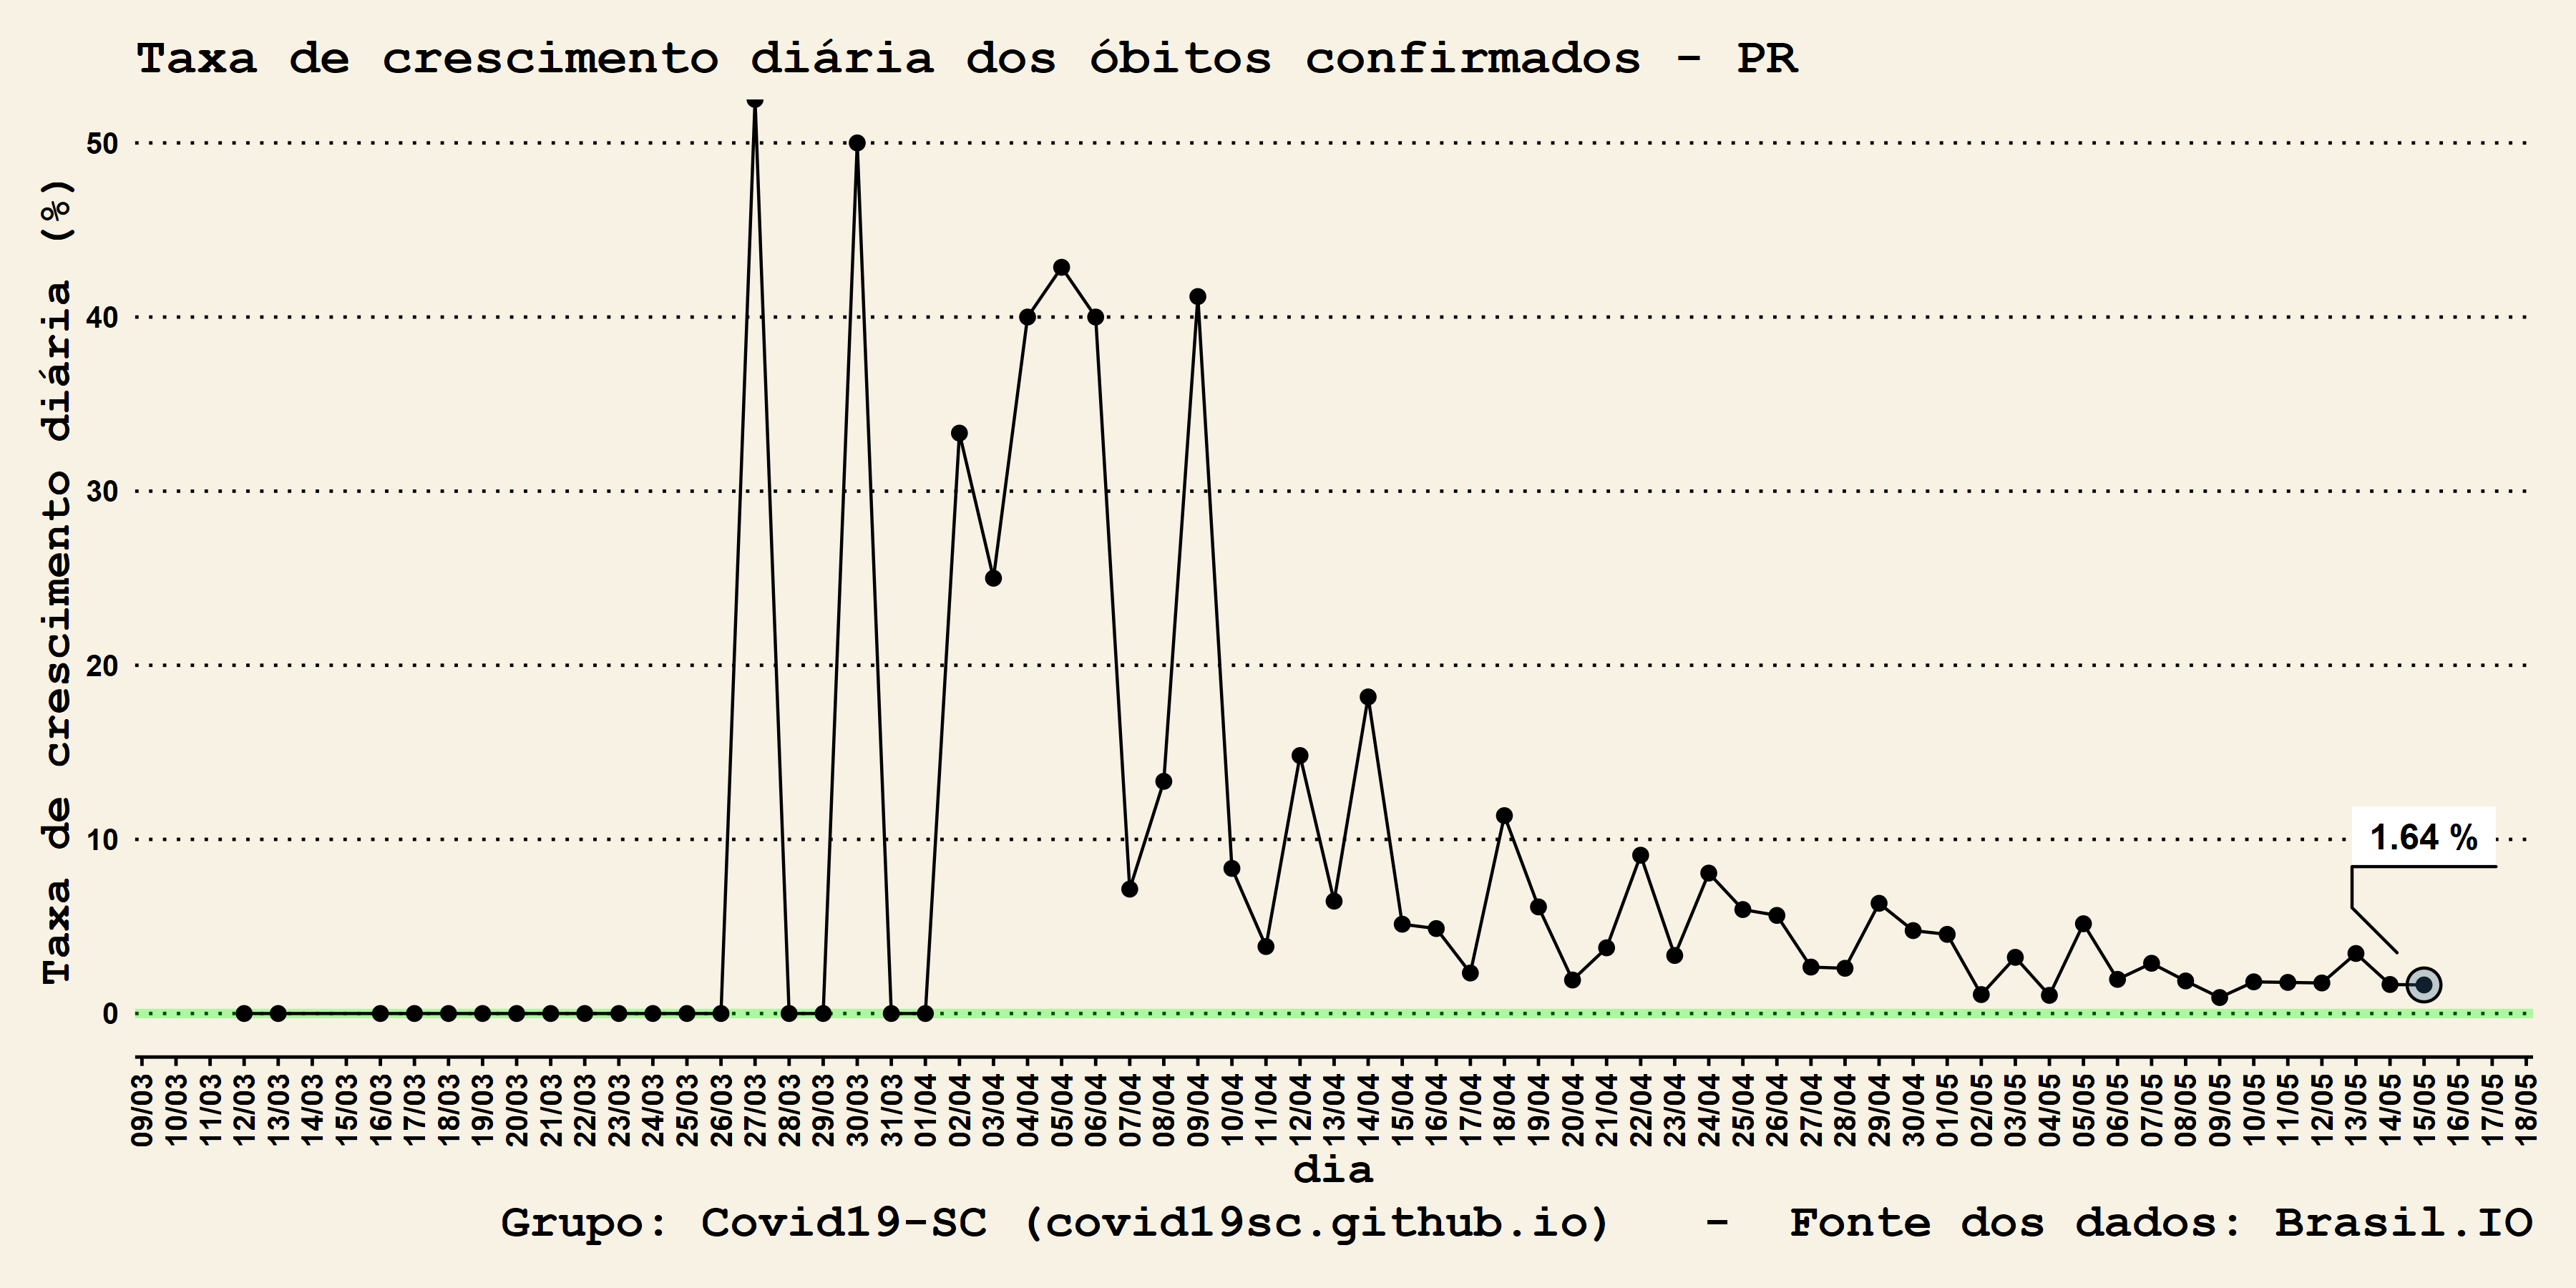 Taxa de crescimento diária dos óbitos confirmados - PR
Taxa de crescimento diária (%)
50
40
30
20
10
0
1.64 %
09/03 10/03 11/03 12/03 13/03 14/03 15/03 16/03 17/03 18/03 19/03 20/03 21/03 22/03 23/03 24/03 25/03 26/03 27/03 28/03 29/03 30/03 31/03 01/04 02/04 03/04 04/04 05/04 06/04 07/04 08/04 09/04 10/04 11/04 12/04 13/04 14/04 15/04 16/04 17/04 18/04 19/04 20/04 21/04 22/04 23/04 24/04 25/04 26/04 27/04 28/04 29/04 30/04 01/05 02/05 03/05 04/05 05/05 06/05 07/05 08/05 09/05 10/05 11/05 12/05 13/05 14/05 15/05 16/05 17/05 18/05
dia
Grupo: Covid19-SC (covid19sc.github.io) - Fonte dos dados: Brasil.IO